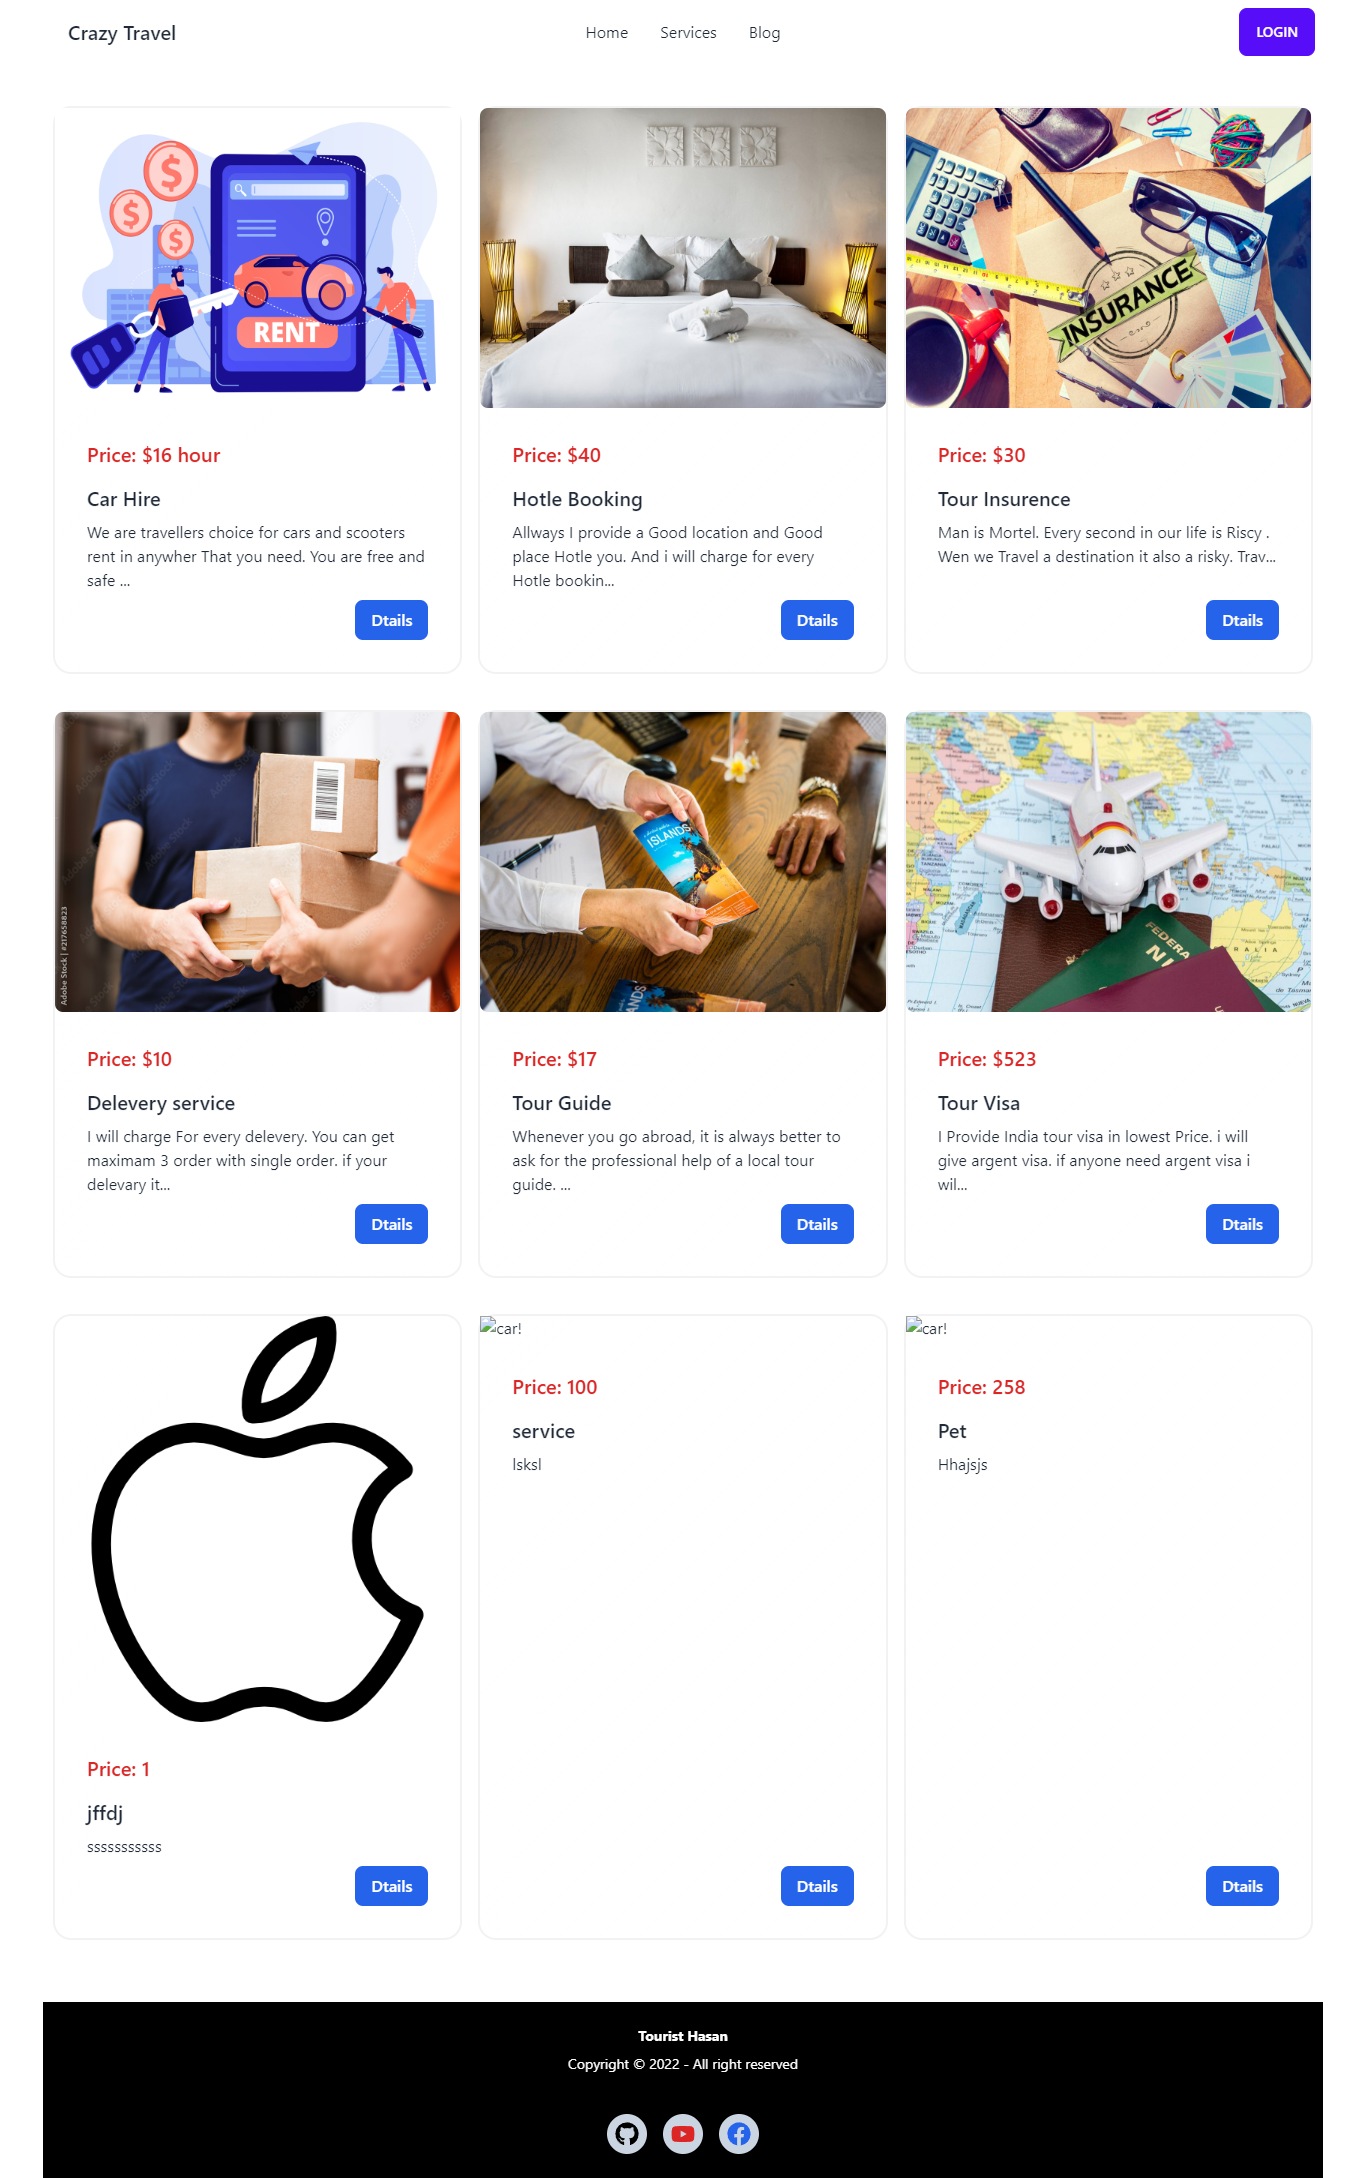 Crazy Travel
Home Services Blog
LOGIN
RENT
INSURANCE
Price: $16 hour
Car Hire
We are travellers choice for cars and scooters
rent in anywher That you need. You are free and
safe ...
Dtails
Price: $40
Hotle Booking
Allways I provide a Good location and Good
place Hotle you. And i will charge for every
Hotle bookin...
Dtails
Price: $30
Tour Insurence
Man is Mortel. Every second in our life is Riscy .
Wen we Travel a destination it also a risky. Trav...
Dtails
Adobe Stock | #217658823
ISLANDS
FEDERA
RALIA
Price: $10
Delevery service
I will charge For every delevery. You can get
maximam 3 order with single order. if your
delevary it...
Dtails
Price: $17
Tour Guide
Whenever you go abroad, it is always better to
ask for the professional help of a local tour
guide. ...
Dtails
Price: $523
Tour Visa
I Provide India tour visa in lowest Price. i will
give argent visa. if anyone need argent visa i
wil...
Dtails
Price: 1
jffdj
sssssssssss
Dtails
car!
Price: 100
service
lsksl
Dtails
car!
Price: 258
Pet
Hhajsjs
Dtails
Tourist Hasan
Copyright © 2022 - All right reserved